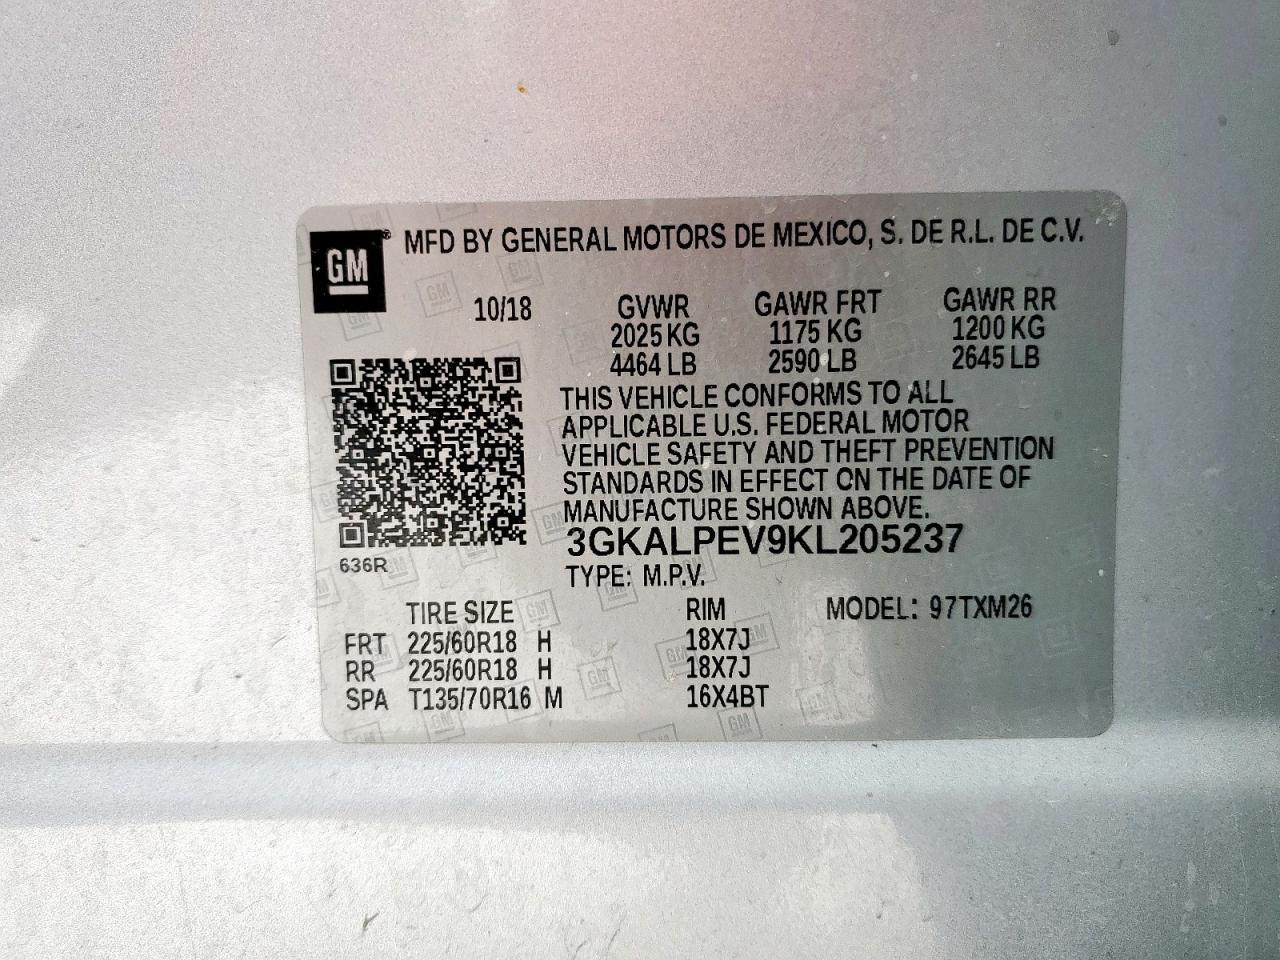 GM® MFD BY GENERAL MOTORS DE MEXICO, S. DE R.L. DE C.V.
10/18 GVWR GAWR FRT GAWR RR
2025 KG 1175 KG 1200 KG
4464 LB 2590 LB 2645 LB
THIS VEHICLE CONFORMS TO ALL
APPLICABLE U.S. FEDERAL MOTOR
VEHICLE SAFETY AND THEFT PREVENTION
STANDARDS IN EFFECT ON THE DATE OF
MANUFACTURE SHOWN ABOVE.
3GKALPEV9KL205237
636R
TYPE: M.P.V.
TIRE SIZE RIM MODEL: 97TXM26
FRT 225/60R18 H 18X7J
RR 225/60R18 H 18X7J
SPA T135/70R16 M 16X4BT